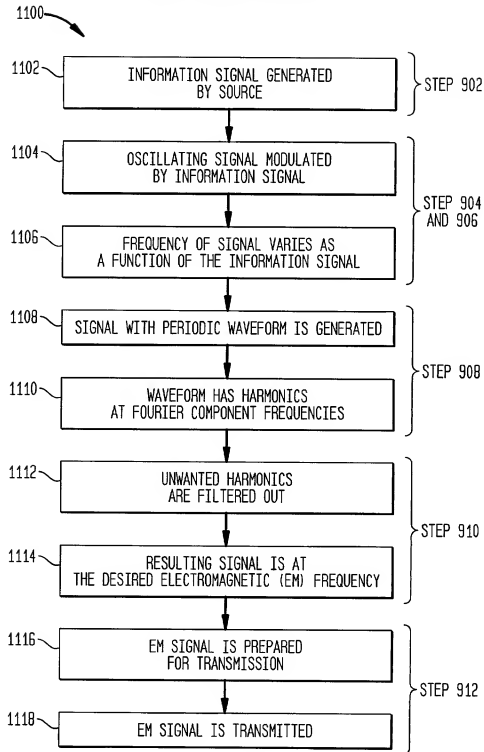 1100
1102
INFORMATION SIGNAL GENERATED
BY SOURCE
STEP 902
1104
OSCILLATING SIGNAL MODULATED
BY INFORMATION SIGNAL
STEP 904
AND 906
1106
FREQUENCY OF SIGNAL VARIES AS
A FUNCTION OF THE INFORMATION SIGNAL
1108
SIGNAL WITH PERIODIC WAVEFORM IS GENERATED
STEP 908
1110
WAVEFORM HAS HARMONICS
AT FOURIER COMPONENT FREQUENCIES
1112
UNWANTED HARMONICS
ARE FILTERED OUT
STEP 910
1114
RESULTING SIGNAL IS AT
THE DESIRED ELECTROMAGNETIC (EM) FREQUENCY
1116
EM SIGNAL IS PREPARED
FOR TRANSMISSION
STEP 912
1118
EM SIGNAL IS TRANSMITTED